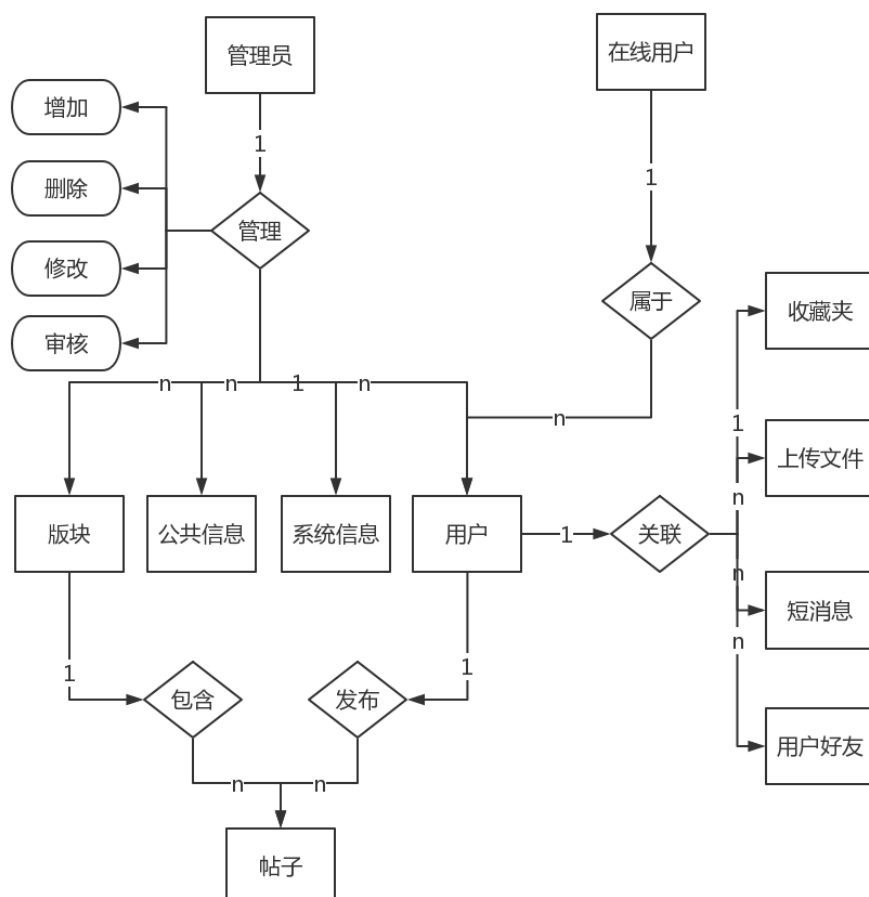 管理员
在线用户
增加
1
删除
1
管理
修改
属于
收藏夹
审核
n
n
1
n
n
1
上传文件
n
版块
公共信息
系统信息
用户
1
关联
n
短消息
n
1
1
包含
发布
用户好友
n
n
帖子